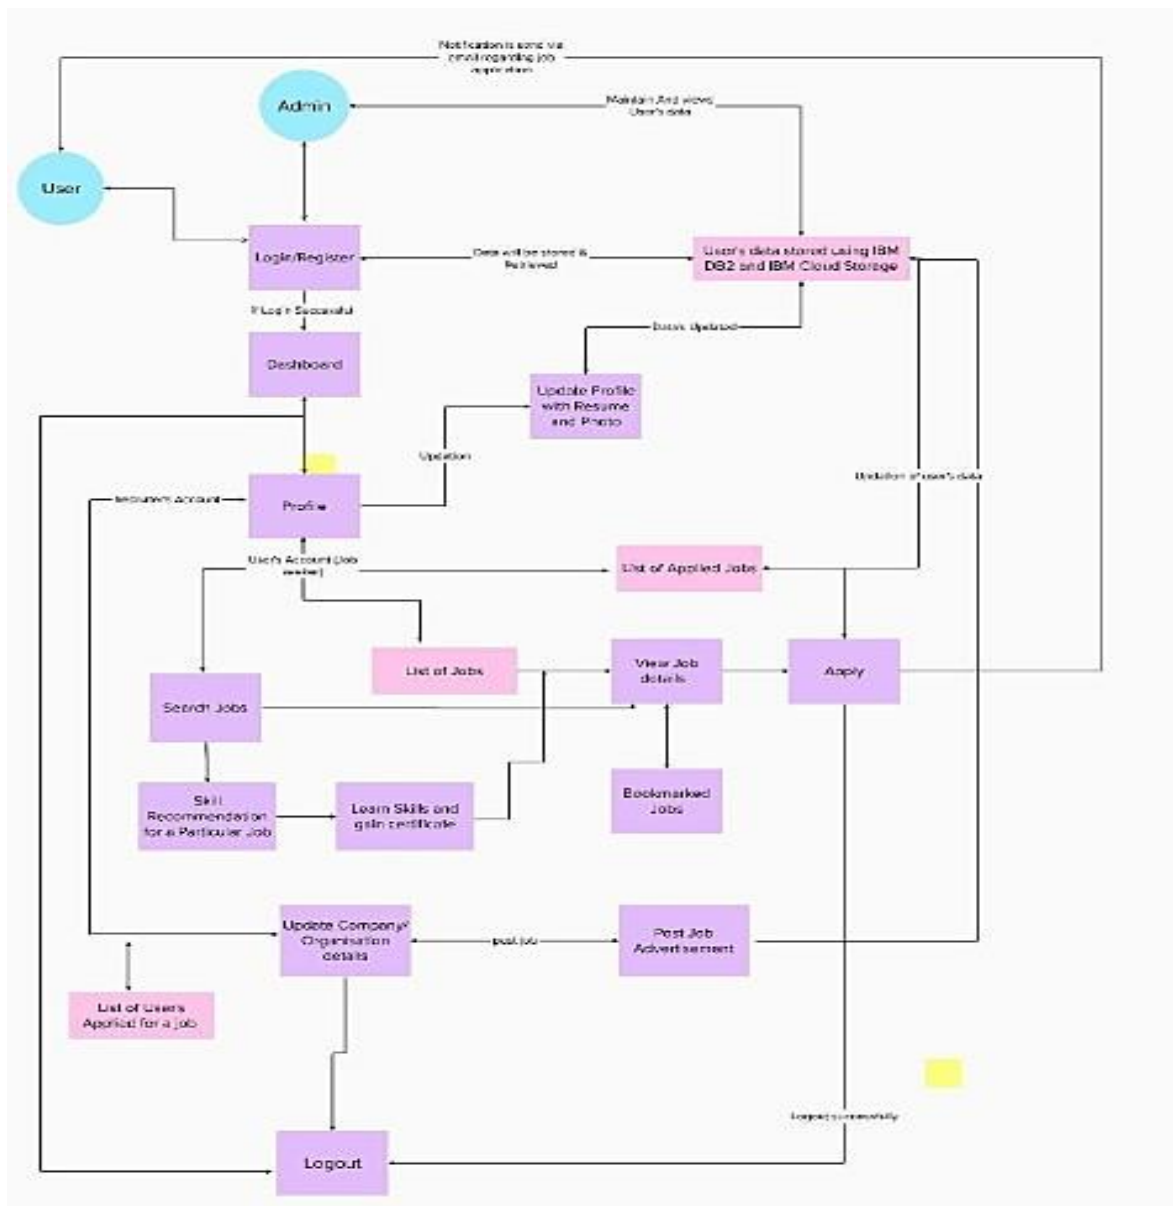 Notification is send via
email regarding job
application
Admin
Maintain And views
User's data
User
Login/Register
Data will be stored &
Retrieved
User's data stored using IBM
DB2 and IBM Cloud Storage
If Login Successful
Data's Updated
Dashboard
Update Profile
with Resume
and Photo
Updation
Updation of user's data
Recruiter's Account
Profile
User's Account (Job
seeker)
List of Applied Jobs
List of Jobs
View Job
details
Apply
Search Jobs
Skill
Recommendation
for a Particular Job
Learn Skills and
gain certificate
Bookmarked
Jobs
Update Company/
Organisation
details
post job
Post Job
Advertisement
List of Users
Applied for a job
Logout successfully
Logout